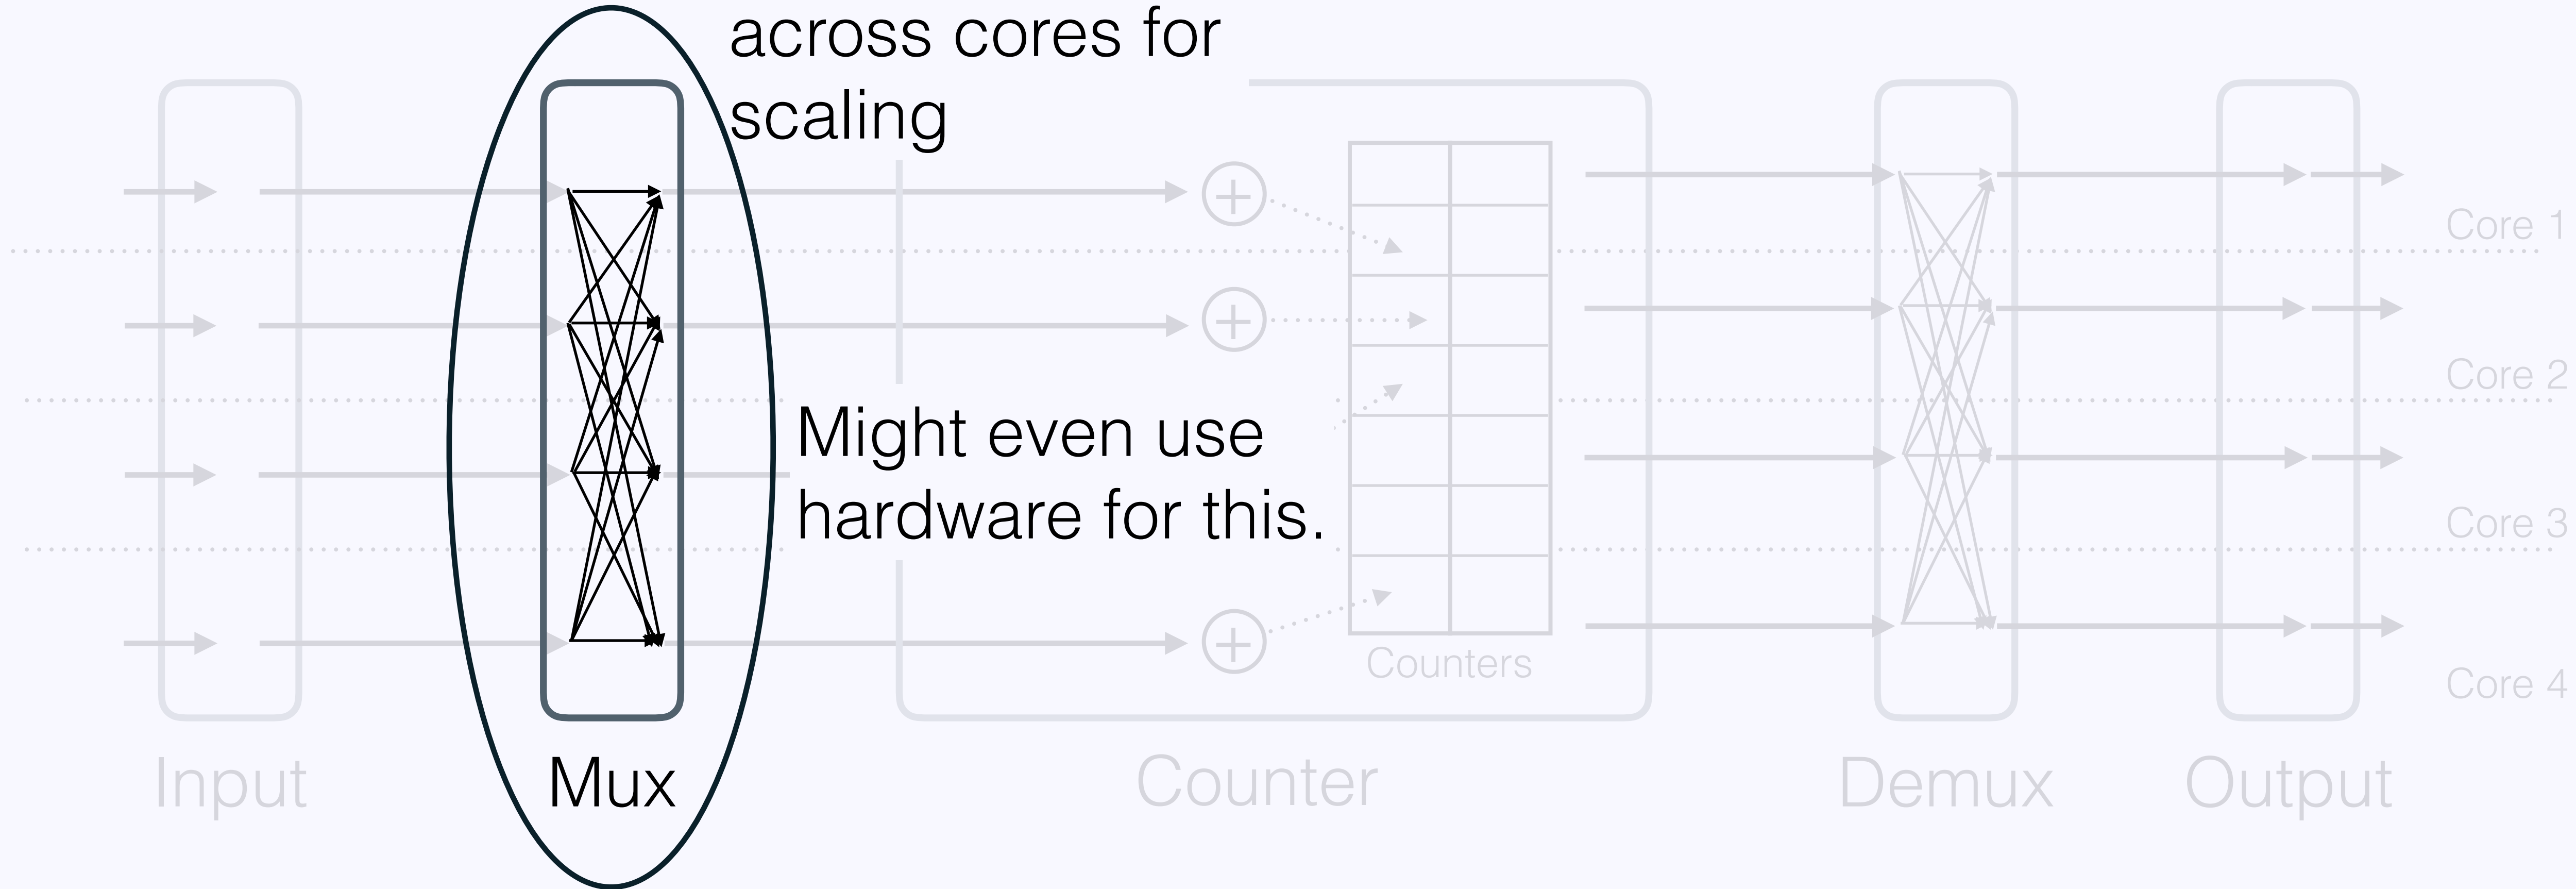 across cores for
scaling
Core 1
Core 2
Might even use
hardware for this.
Core 3
Counters
Core 4
Input
Mux
Counter
Demux
Output